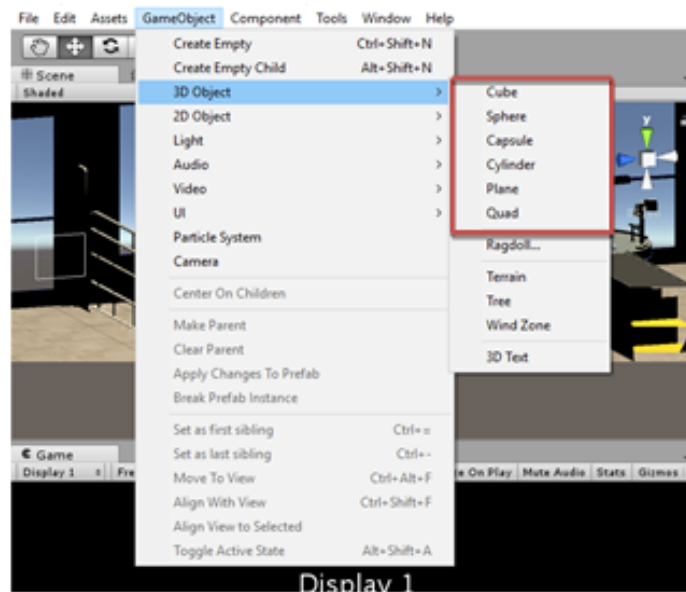 File Edit Assets GameObject Component Tools Window Help
Create Empty Ctrl+Shift+N
Create Empty Child Alt+Shift+N
Scene
3D Object > Cube
Shaded
2D Object > Sphere
Light > Capsule
Audio > Cylinder
Video > Plane
UI > Quad
Particle System
Ragdoll...
Camera
Terrain
Center On Children
Tree
Make Parent
Wind Zone
Clear Parent
3D Text
Apply Changes To Prefab
Break Prefab Instance
Set as first sibling Ctrl+=
Game
Set as last sibling Ctrl+-
Display 1 Fre
Move To View Ctrl+Alt+F
e On Play Mute Audio Stats Gizmos
Align With View Ctrl+Shift+F
Align View to Selected
Toggle Active State Alt+Shift+A
Display 1
y